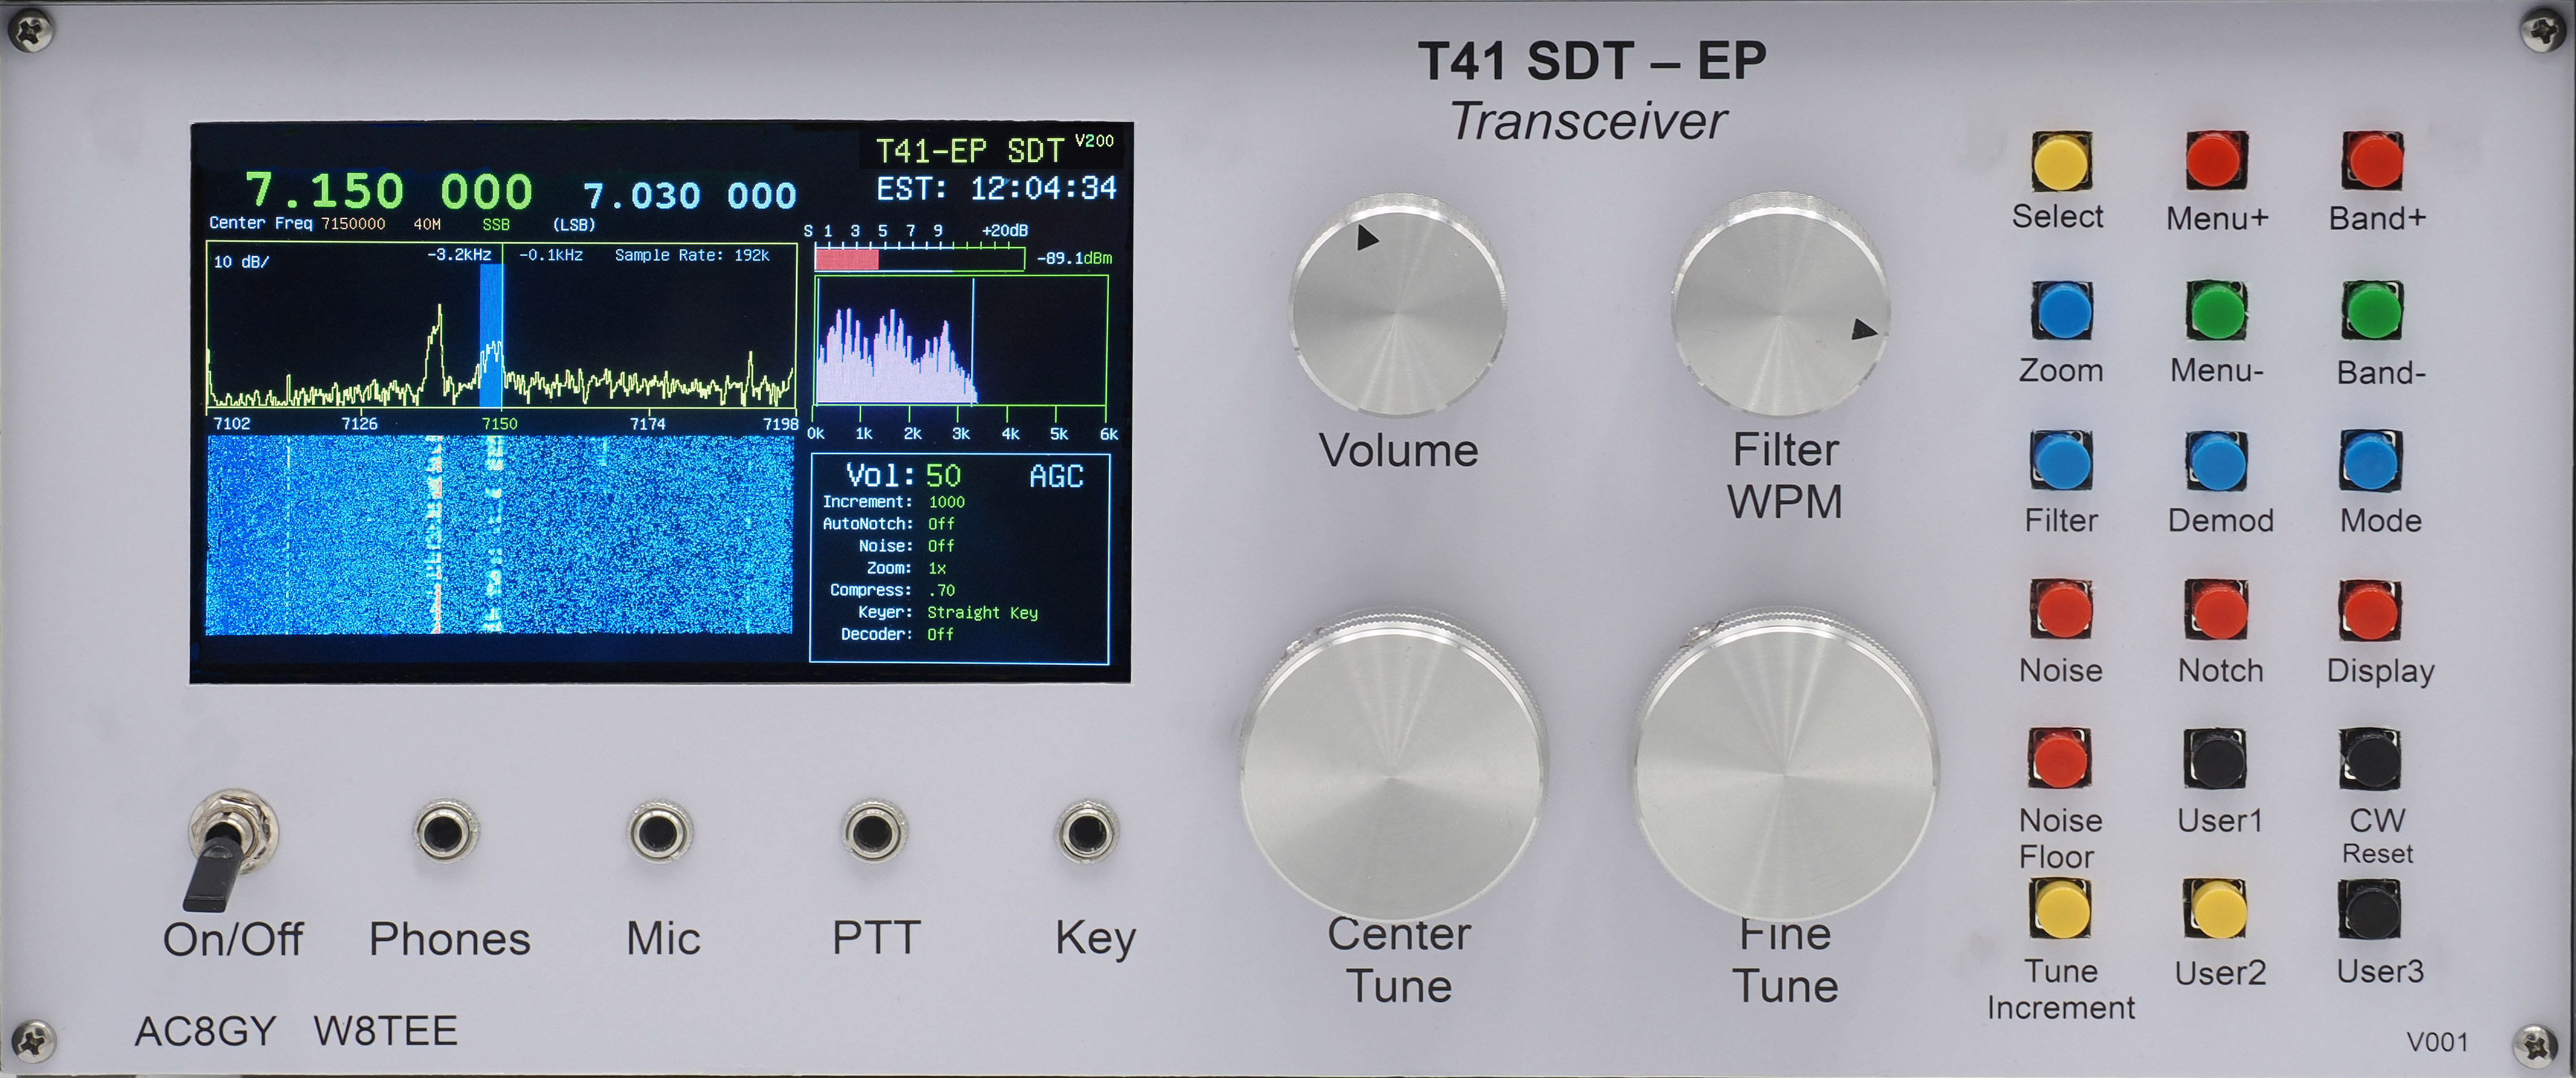 T41 SDT – EP
Transceiver
T41-EP SDT V200
7.150 000 7.030 000 EST: 12:04:34
Center Freq 7150000 40M SSB (LSB)
S 1 3 5 7 9 +20dB
10 dB/ -3.2kHz -0.1kHz Sample Rate: 192k
-89.1dBm
7102 7126 7150 7174 7198
0k 1k 2k 3k 4k 5k 6k
Vol: 50 AGC
Increment: 1000
AutoNotch: Off
Noise: Off
Zoom: 1x
Compress: .70
Keyer: Straight Key
Decoder: Off
Volume
Filter
WPM
Center
Tune
Fine
Tune
Select Menu+ Band+
Zoom Menu- Band-
Filter Demod Mode
Noise Notch Display
Noise
Floor
User1
CW
Reset
Tune
Increment
User2
User3
On/Off Phones Mic PTT Key
AC8GY W8TEE
V001